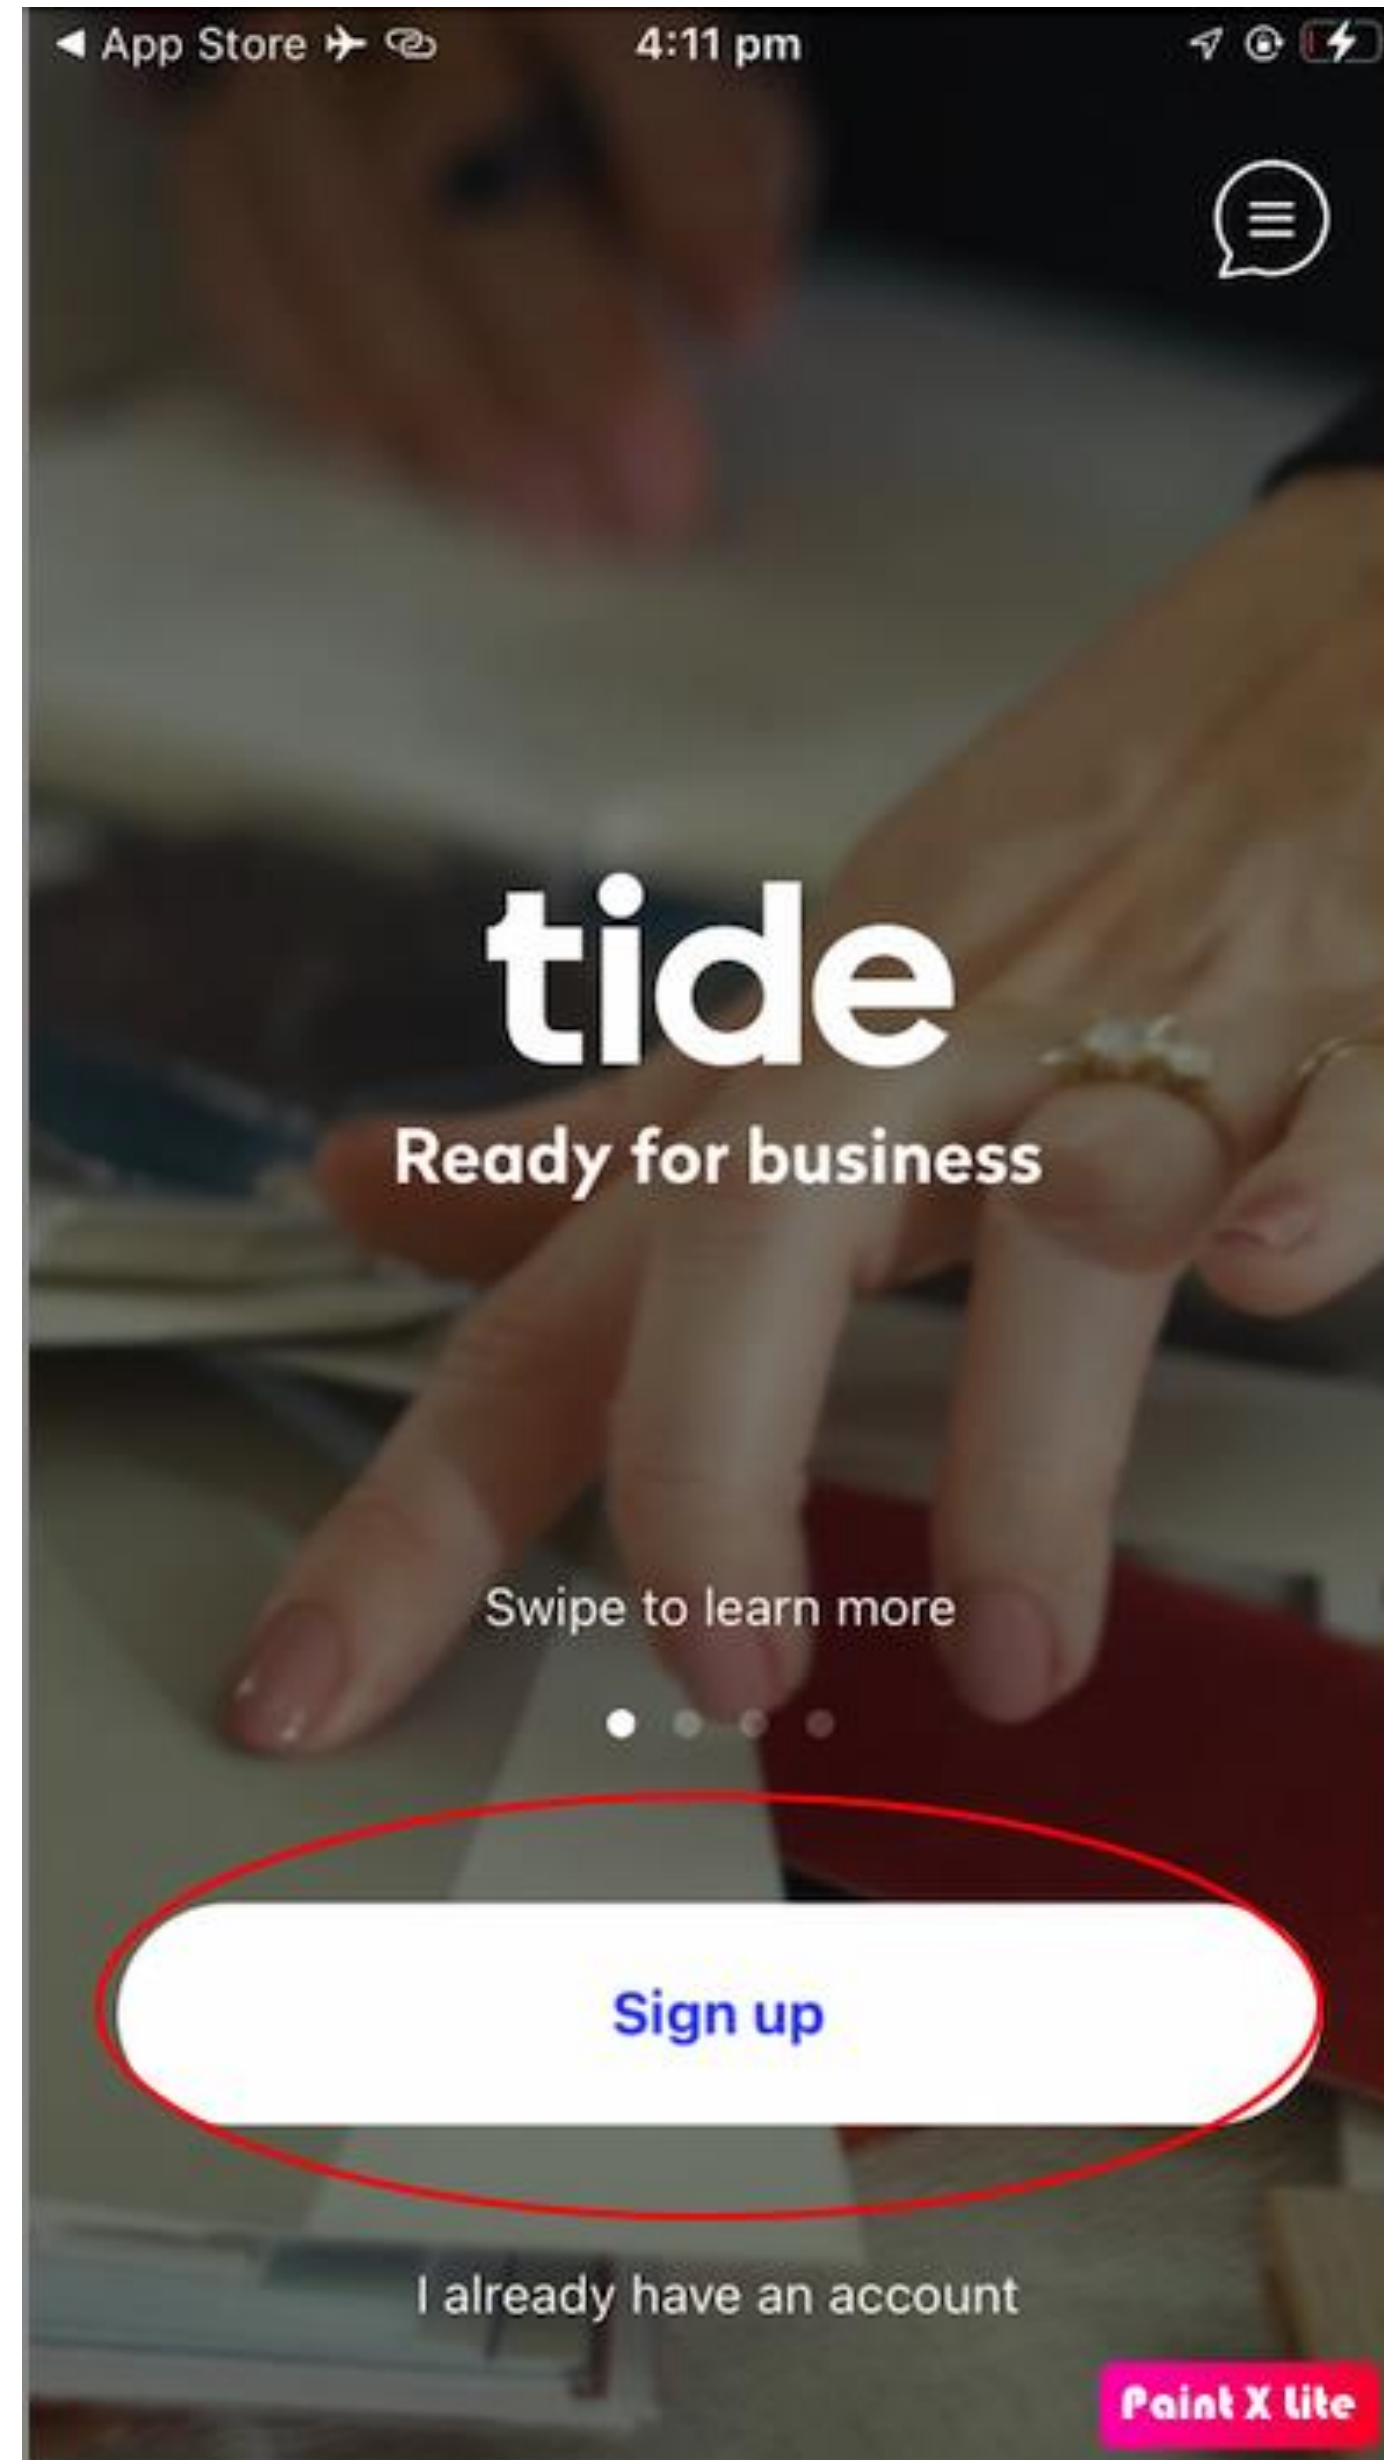 App Store
4:11 pm
tide
Ready for business
Swipe to learn more
Sign up
I already have an account
Paint X lite